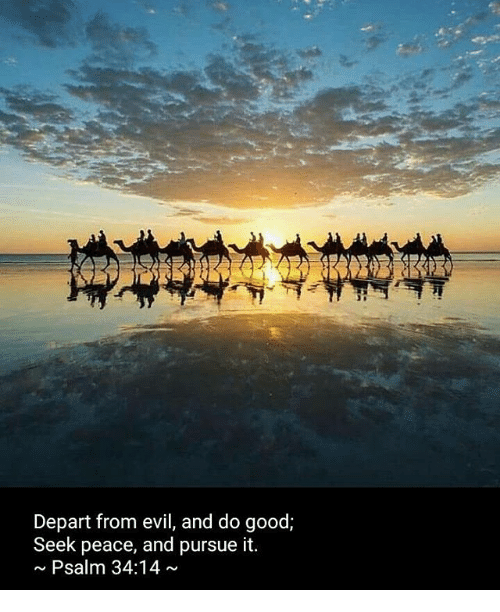 Depart from evil, and do good;
Seek peace, and pursue it.
~ Psalm 34:14 ~